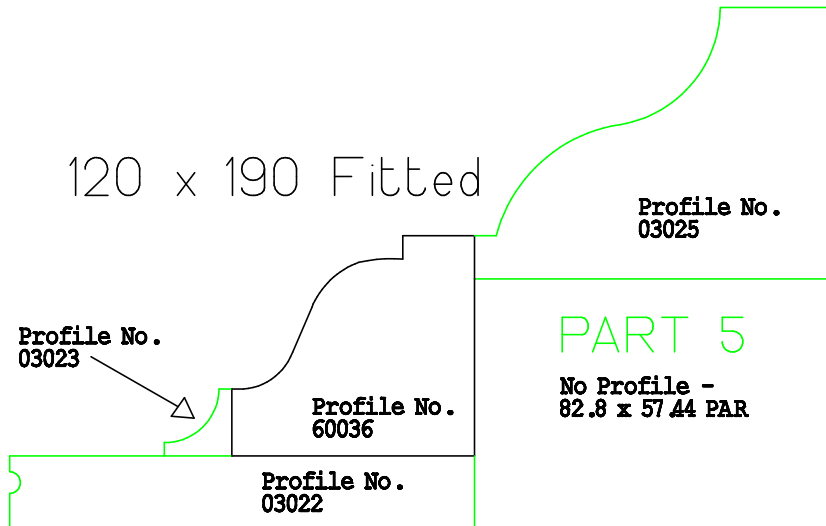 120 x 190 Fitted
Profile No.
03025
PART 5
Profile No.
03023
No Profile -
82.8 x 57.44 PAR
Profile No.
60036
Profile No.
03022